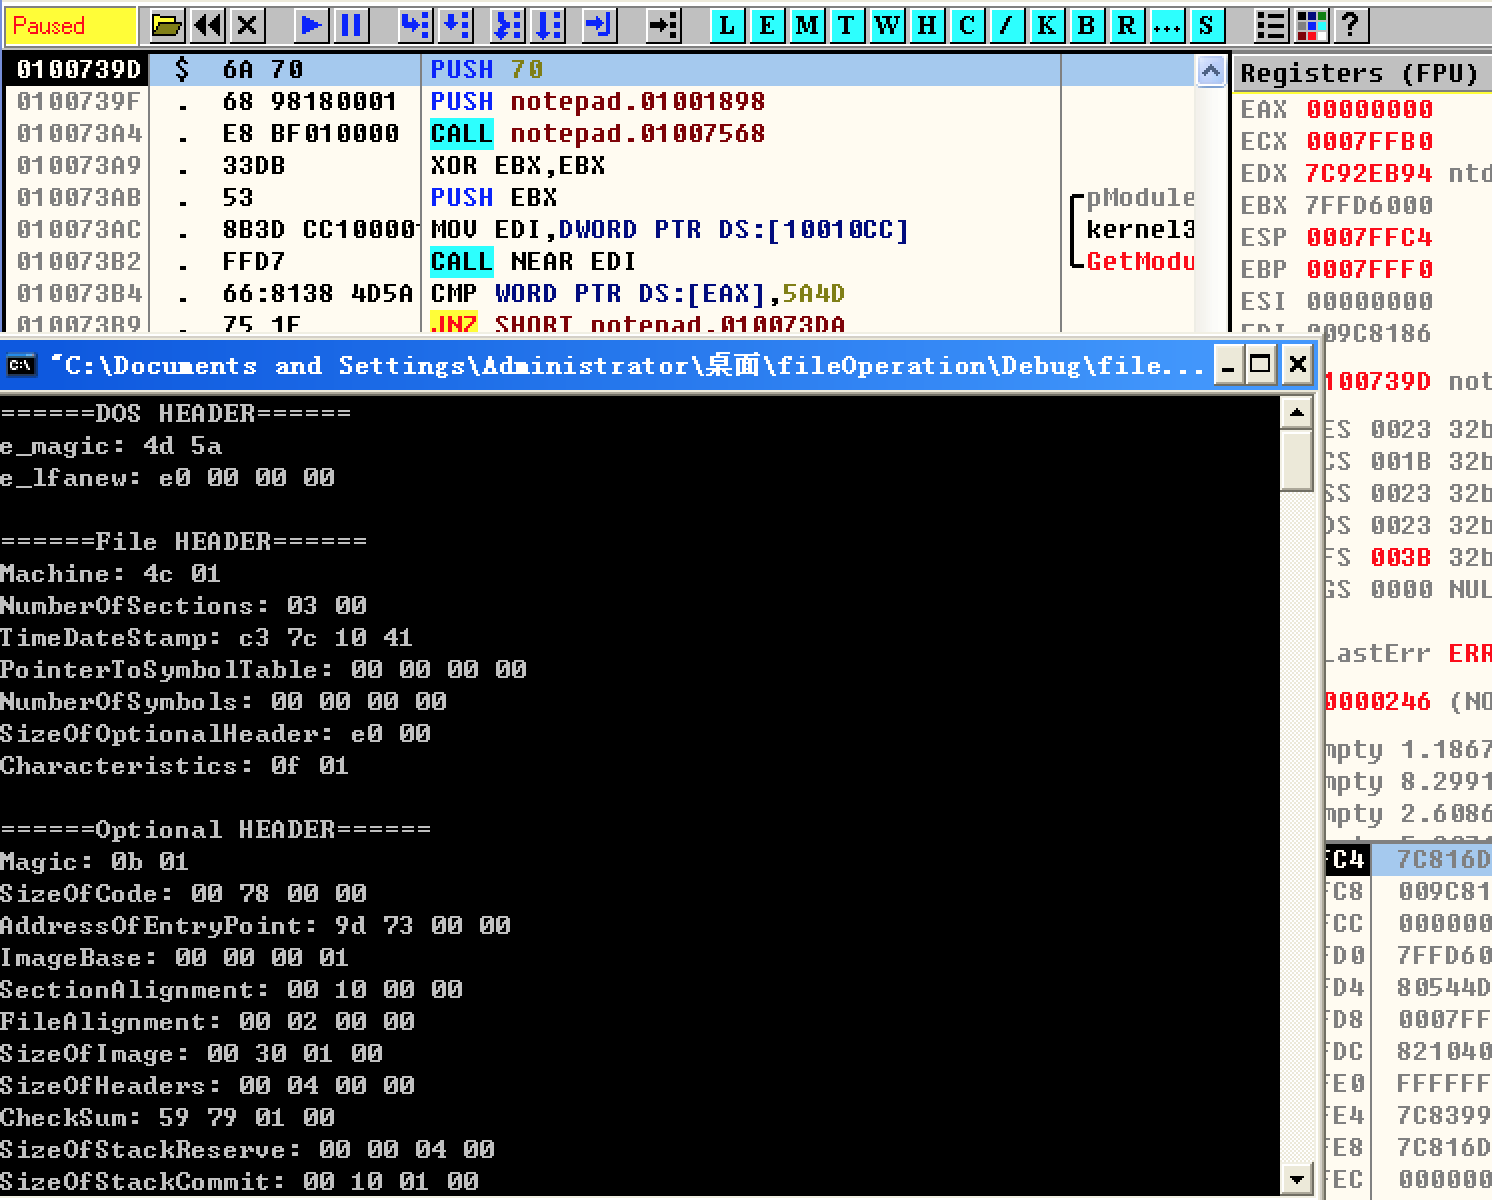 Paused
L E M T W H C / K B R ... S
?
0100739D $ 6A 70 PUSH 70
0100739F . 68 98180001 PUSH notepad.01001898
010073A4 . E8 BF010000 CALL notepad.01007568
010073A9 . 33DB XOR EBX,EBX
010073AB . 53 PUSH EBX pModule
010073AC . 8B3D CC10000 MOV EDI,DWORD PTR DS:[10010CC] kernel3
010073B2 . FFD7 CALL NEAR EDI GetModu
010073B4 . 66:8138 4D5A CMP WORD PTR DS:[EAX],5A4D
010073B9 . 75 1F JNZ SHORT notepad.010073DA
Registers (FPU)
EAX 00000000
ECX 0007FFB0
EDX 7C92EB94 ntd
EBX 7FFD6000
ESP 0007FFC4
EBP 0007FFF0
ESI 00000000
EDI 009C8186
100739D not
ES 0023 32b
CS 001B 32b
SS 0023 32b
DS 0023 32b
FS 003B 32b
GS 0000 NUL
LastErr ERR
0000246 (NO
mpty 1.1867
mpty 8.2991
mpty 2.6086
FC4 7C816D
FC8 009C81
FCC 000000
FD0 7FFD60
FD4 80544D
FD8 0007FF
FDC 821040
FE0 FFFFFF
FE4 7C8399
FE8 7C816D
FEC 000000
"C:\Documents and Settings\Administrator\桌面\fileOperation\Debug\file...
======DOS HEADER======
e_magic: 4d 5a
e_lfanew: e0 00 00 00
======File HEADER======
Machine: 4c 01
NumberOfSections: 03 00
TimeDateStamp: c3 7c 10 41
PointerToSymbolTable: 00 00 00 00
NumberOfSymbols: 00 00 00 00
SizeOfOptionalHeader: e0 00
Characteristics: 0f 01
======Optional HEADER======
Magic: 0b 01
SizeOfCode: 00 78 00 00
AddressOfEntryPoint: 9d 73 00 00
ImageBase: 00 00 00 01
SectionAlignment: 00 10 00 00
FileAlignment: 00 02 00 00
SizeOfImage: 00 30 01 00
SizeOfHeaders: 00 04 00 00
CheckSum: 59 79 01 00
SizeOfStackReserve: 00 00 04 00
SizeOfStackCommit: 00 10 01 00